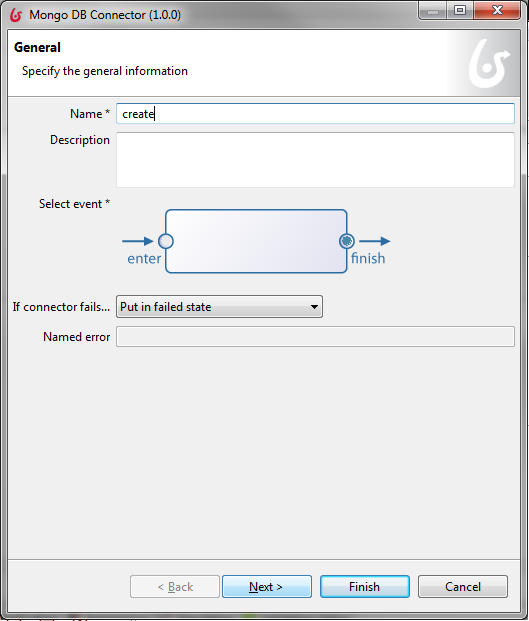 Mongo DB Connector (1.0.0)
General
Specify the general information
Name * create
Description
Select event *
enter finish
If connector fails... Put in failed state
Named error
< Back Next > Finish Cancel